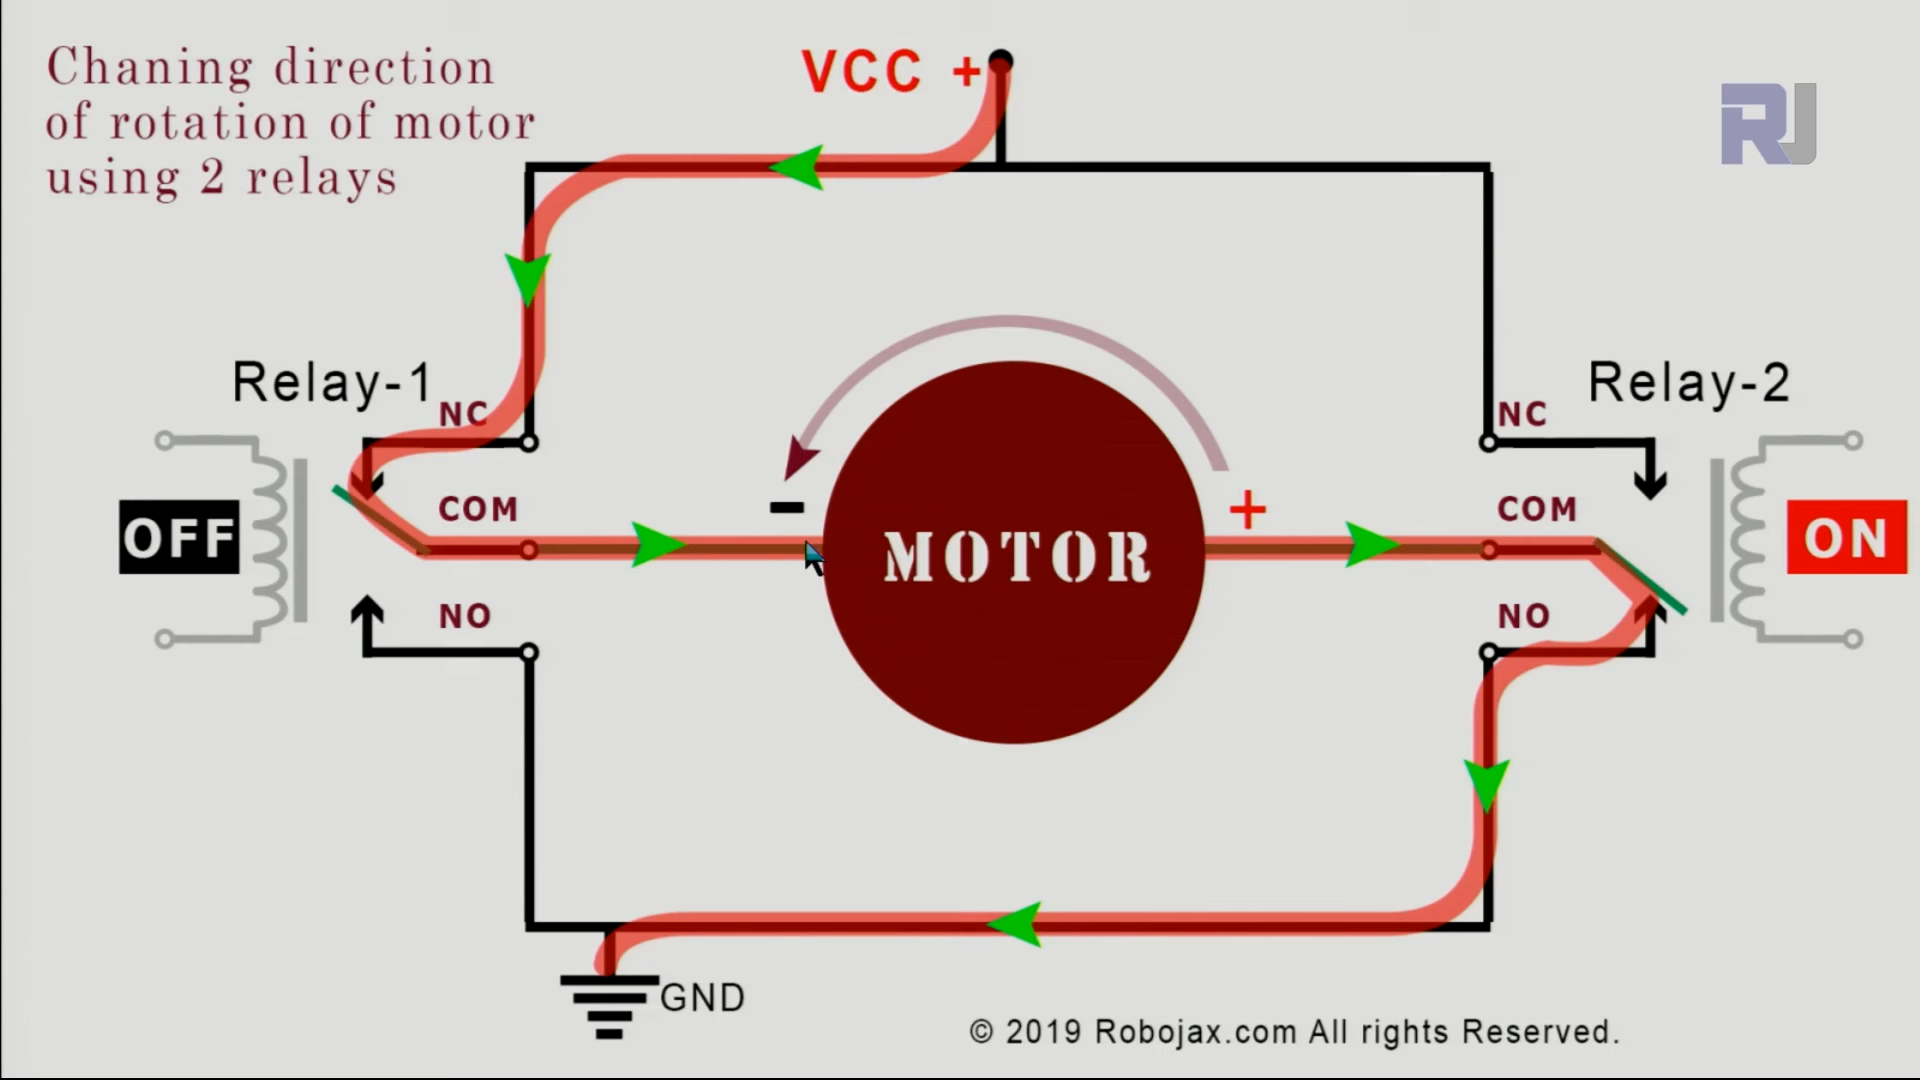 Chaning direction
of rotation of motor
using 2 relays
VCC +
RJ
Relay-1
Relay-2
NC
NC
OFF
COM
-
MOTOR
+
COM
ON
NO
NO
GND
© 2019 Robojax.com All rights Reserved.